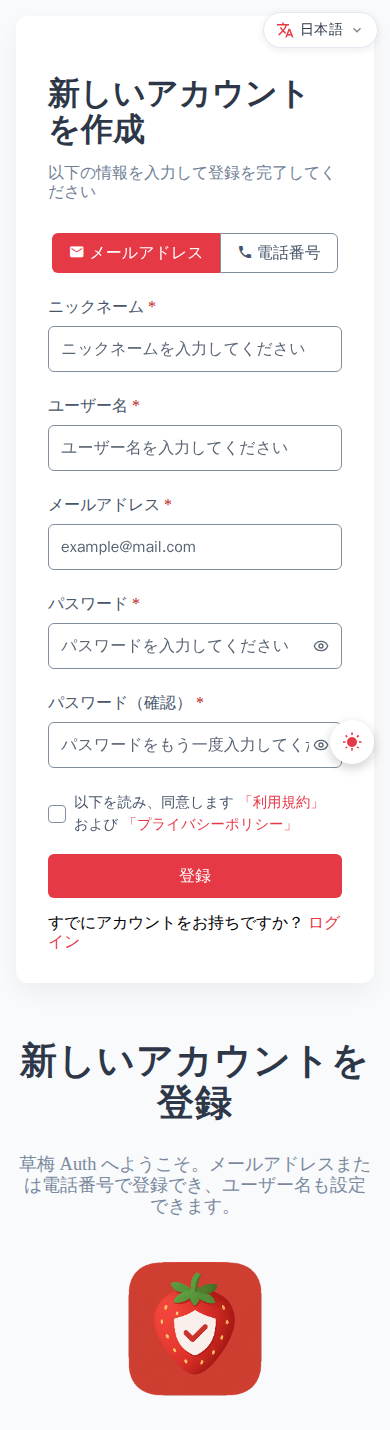 日本語
新しいアカウント
を作成
以下の情報を入力して登録を完了してく
ださい
メールアドレス
電話番号
ニックネーム *
ニックネームを入力してください
ユーザー名 *
ユーザー名を入力してください
メールアドレス *
example@mail.com
パスワード *
パスワードを入力してください
パスワード（確認） *
パスワードをもう一度入力してくだ
以下を読み、同意します 「利用規約」
および 「プライバシーポリシー」
登録
すでにアカウントをお持ちですか？ ログ
イン
新しいアカウントを
登録
草梅 Auth へようこそ。メールアドレスまた
は電話番号で登録でき、ユーザー名も設定
できます。